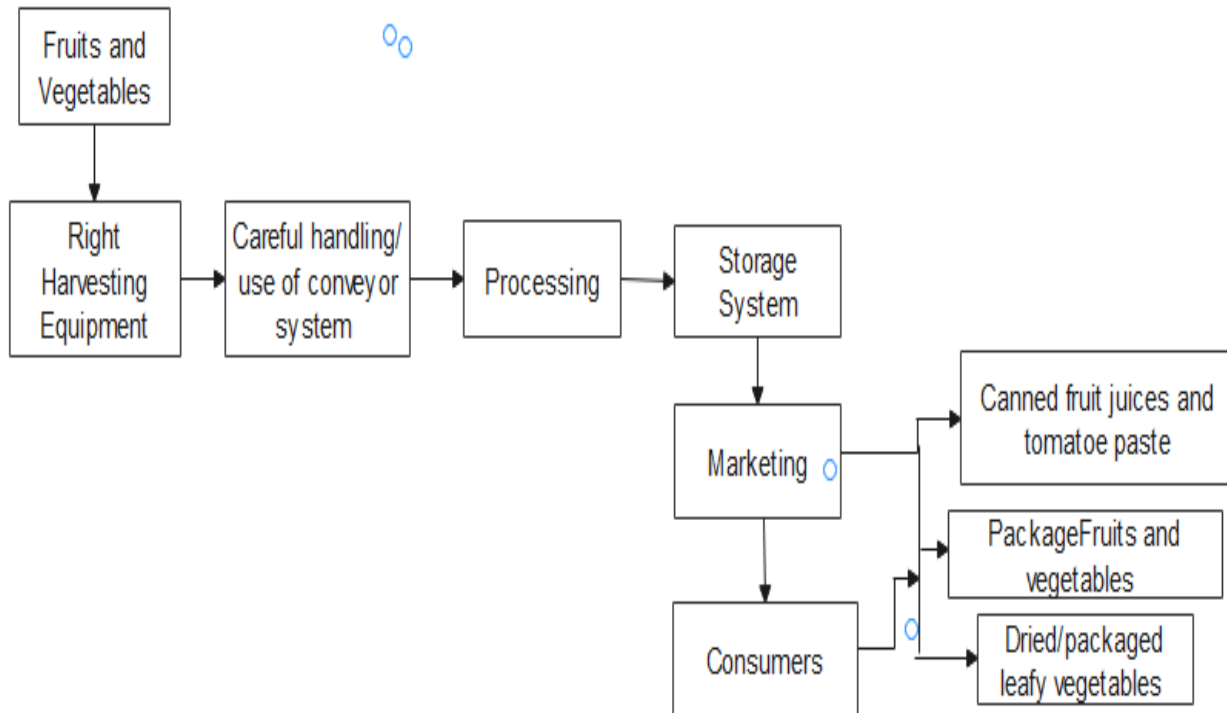 Fruits and
Vegetables
Right
Harvesting
Equipment
Careful handling/
use of conveyor
system
Processing
Storage
System
Marketing
Consumers
Canned fruit juices and
tomatoe paste
PackageFruits and
vegetables
Dried/packaged
leafy vegetables